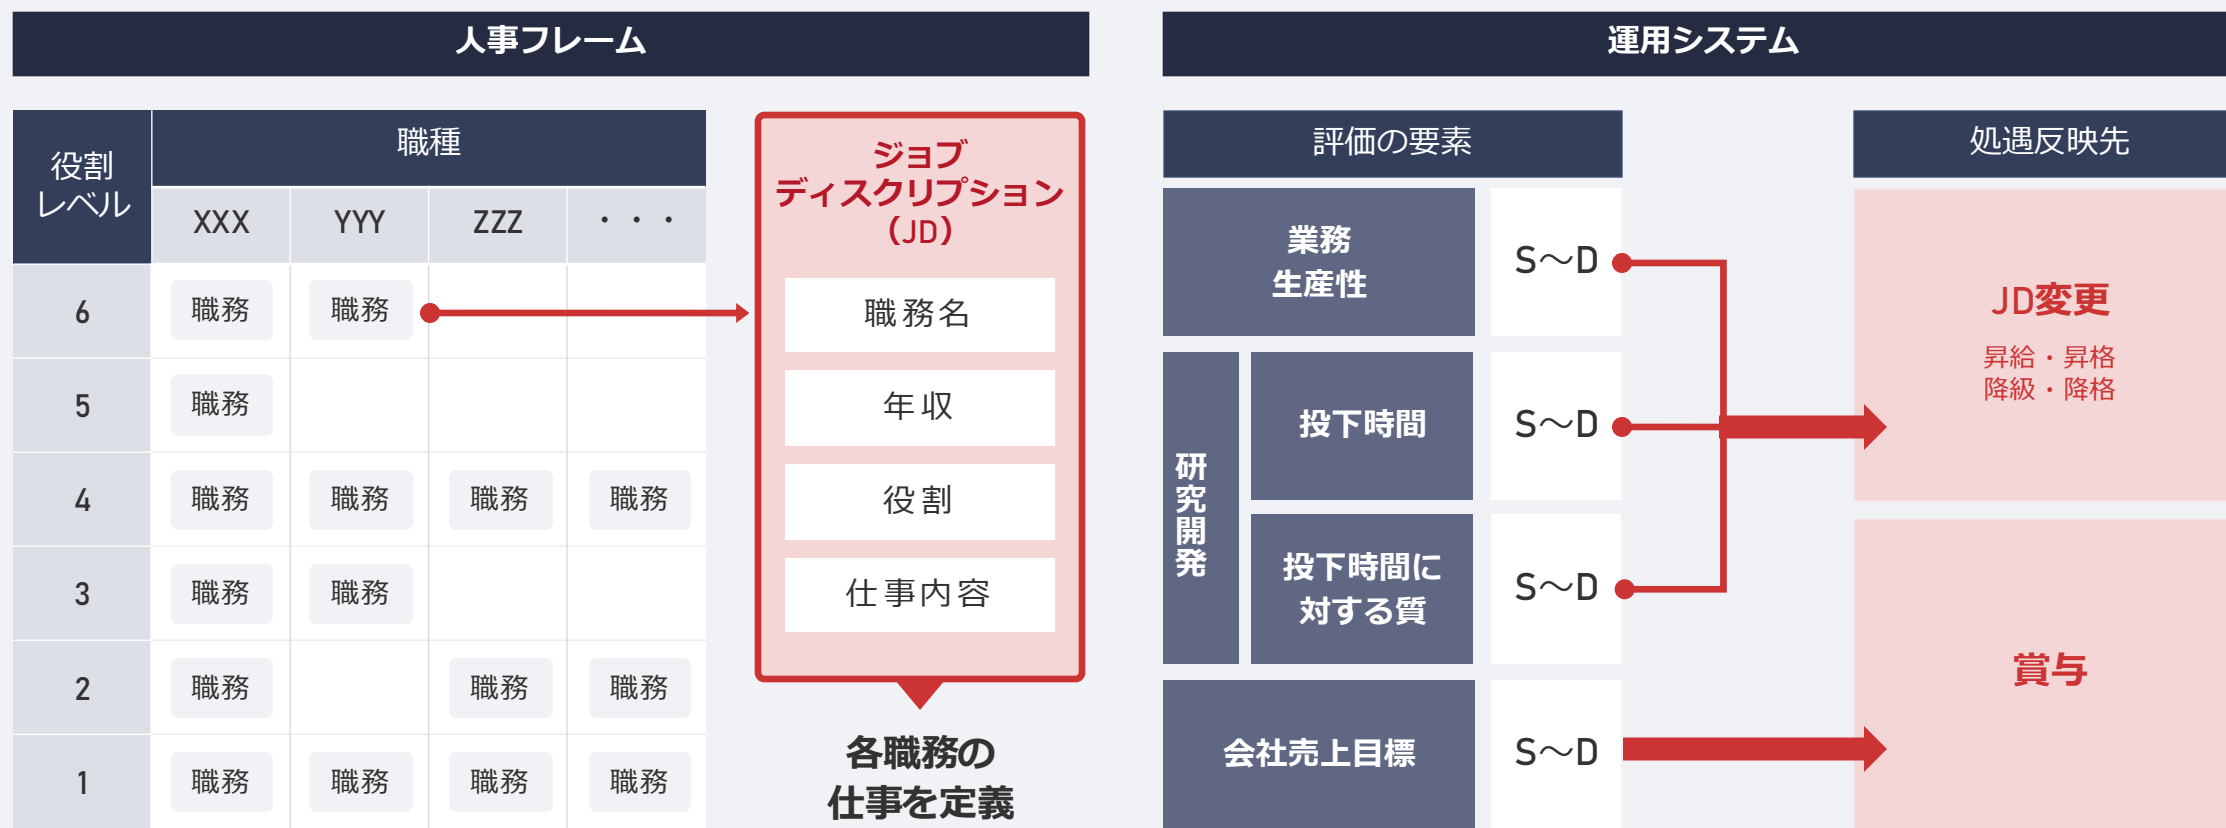 人事フレーム
役割
レベル
職種
XXX YYY ZZZ ・・・
6 職務 職務
5 職務
4 職務 職務 職務 職務
3 職務 職務
2 職務 職務 職務
1 職務 職務 職務 職務
ジョブ
ディスクリプション
（JD）
職務名
年収
役割
仕事内容
各職務の
仕事を定義
運用システム
評価の要素
業務
生産性
S〜D
研究開発
投下時間
S〜D
投下時間に
対する質
S〜D
会社売上目標
S〜D
処遇反映先
JD変更
昇給・昇格
降級・降格
賞与